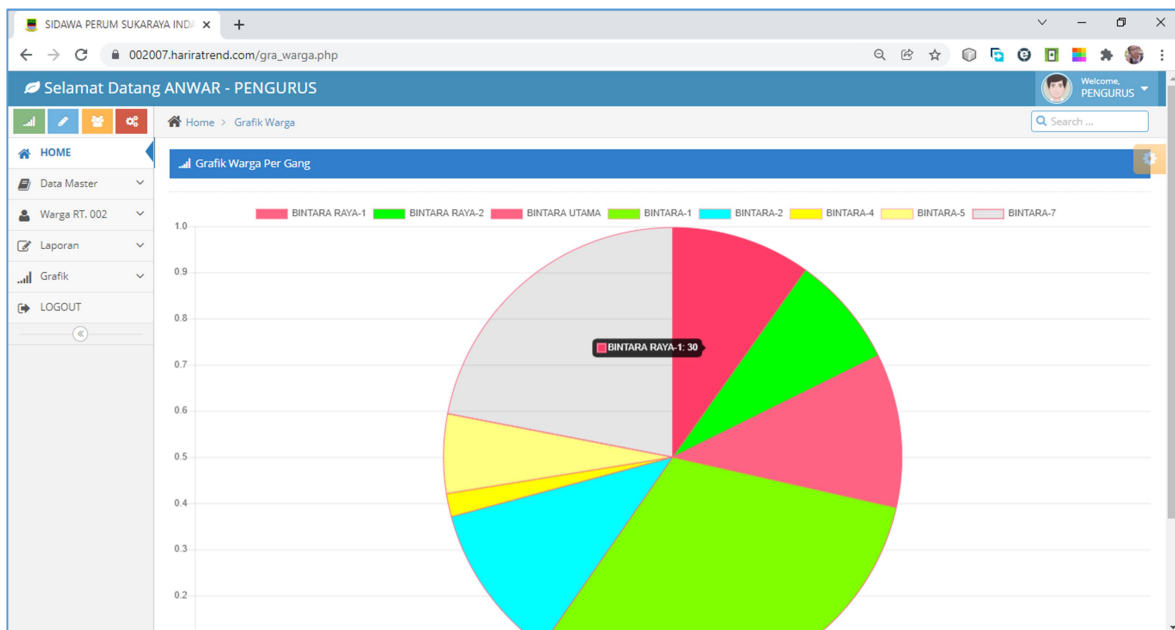 SIDAWA PERUM SUKARAYA INDA
002007.hariratrend.com/gra_warga.php
Selamat Datang ANWAR - PENGURUS
Welcome,
PENGURUS
Home > Grafik Warga
Search ...
HOME
Data Master
Warga RT. 002
Laporan
Grafik
LOGOUT
Grafik Warga Per Gang
BINTARA RAYA-1 BINTARA RAYA-2 BINTARA UTAMA BINTARA-1 BINTARA-2 BINTARA-4 BINTARA-5 BINTARA-7
1.0
0.9
0.8
0.7
0.6
0.5
0.4
0.3
0.2
BINTARA RAYA-1: 30